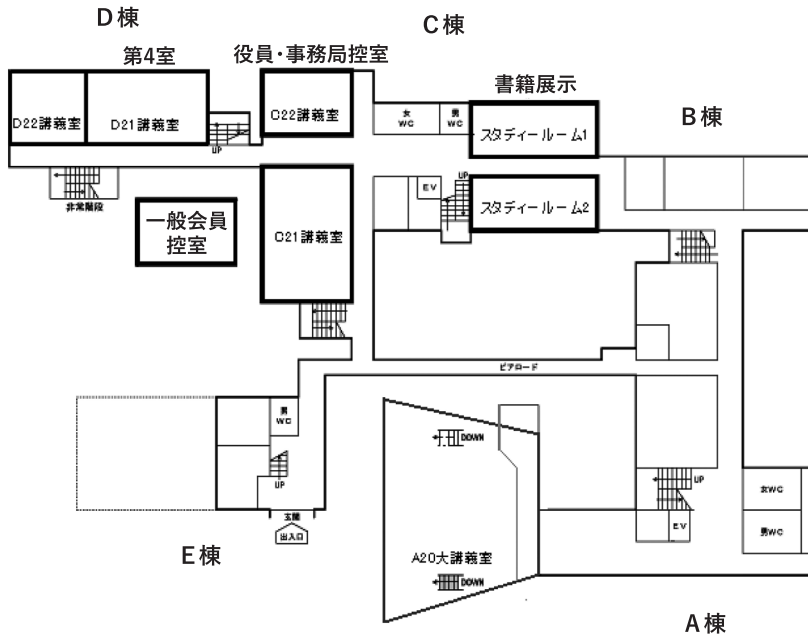 D棟
C棟
第4室
役員・事務局控室
書籍展示
B棟
D22講義室
D21講義室
UP
C22講義室
女
WC
男
WC
スタディールーム1
非常階段
一般会員
控室
C21講義室
EV
UP
スタディールーム2
ピアロード
男
WC
UP
玄関
出入口
E棟
DOWN
A20大講義室
DOWN
UP
EV
女WC
男WC
A棟